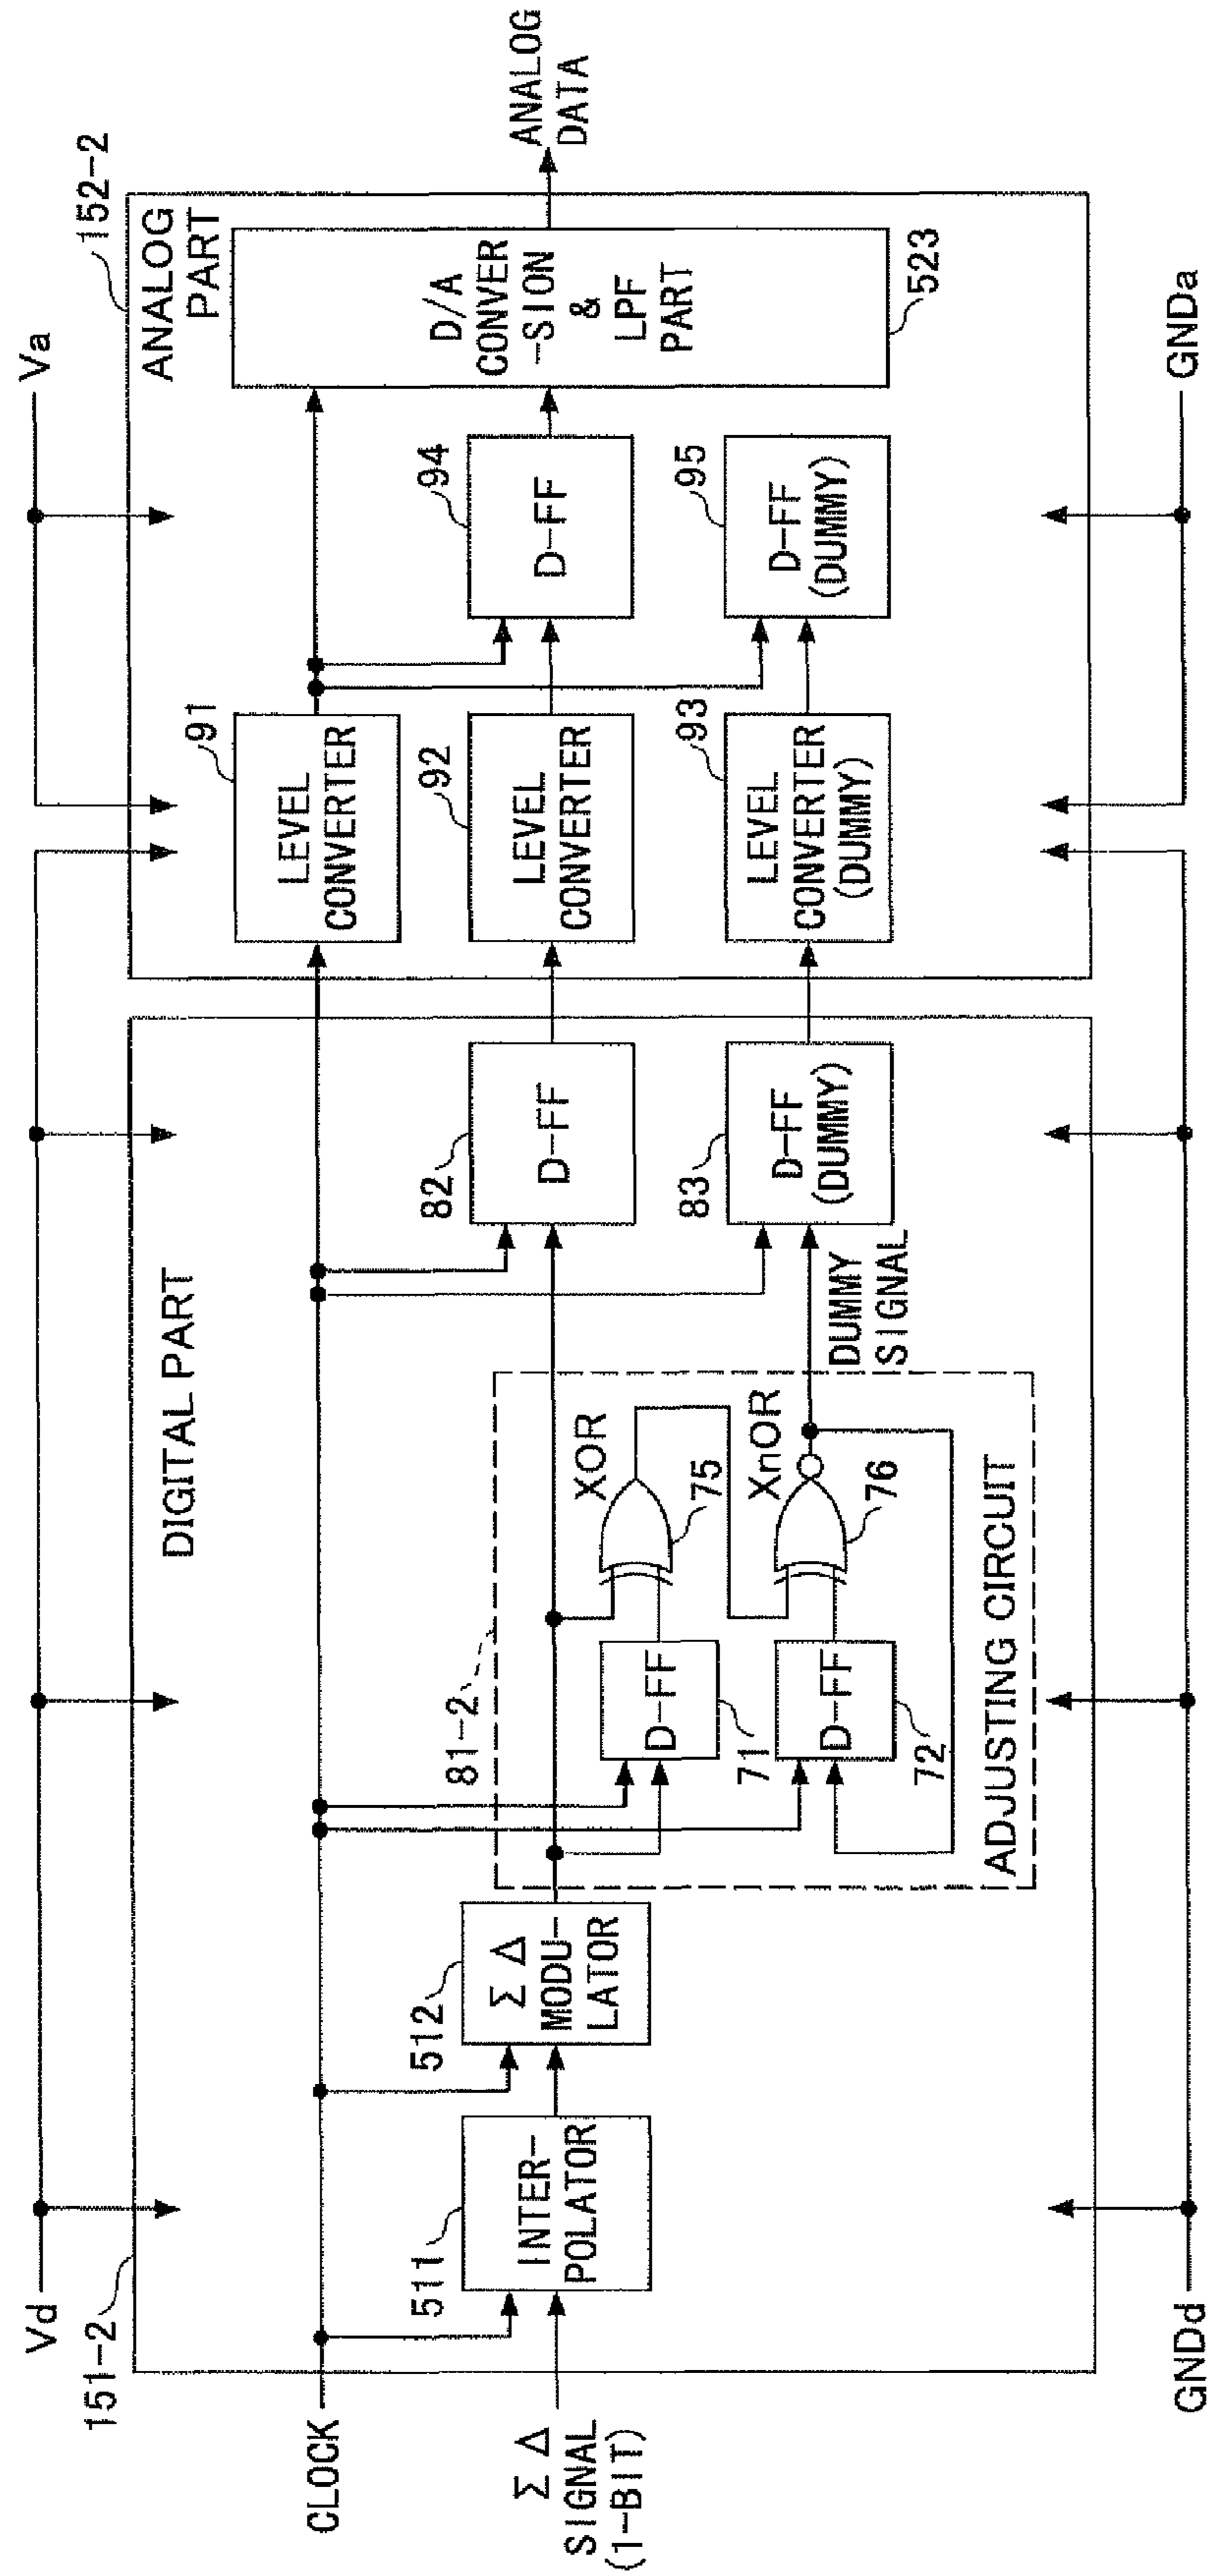 Vd
Va
151-2
152-2
DIGITAL PART
ANALOG
PART
CLOCK
Σ Δ
SIGNAL
(1-BIT)
511
INTER-
POLATOR
512
Σ Δ
MODU-
LATOR
81-2
D-FF
71
XOR
75
D-FF
72
XnOR
76
ADJUSTING CIRCUIT
DUMMY
SIGNAL
82
D-FF
83
D-FF
(DUMMY)
91
LEVEL
CONVERTER
92
LEVEL
CONVERTER
93
LEVEL
CONVERTER
(DUMMY)
94
D-FF
95
D-FF
(DUMMY)
D/A
CONVER
-SION
&
LPF
PART
523
ANALOG
DATA
GNDd
GNDa